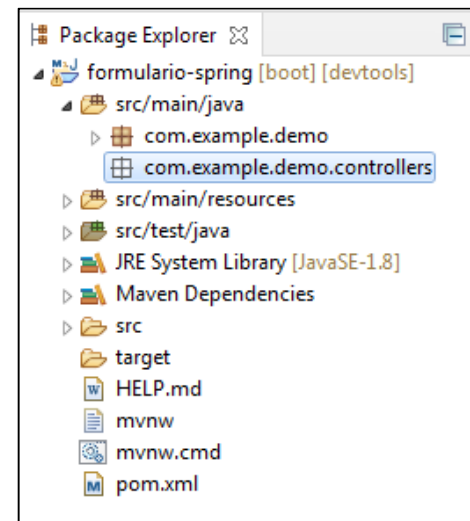 Package Explorer
formulario-spring [boot] [devtools]
src/main/java
com.example.demo
com.example.demo.controllers
src/main/resources
src/test/java
JRE System Library [JavaSE-1.8]
Maven Dependencies
src
target
HELP.md
mvnw
mvnw.cmd
pom.xml